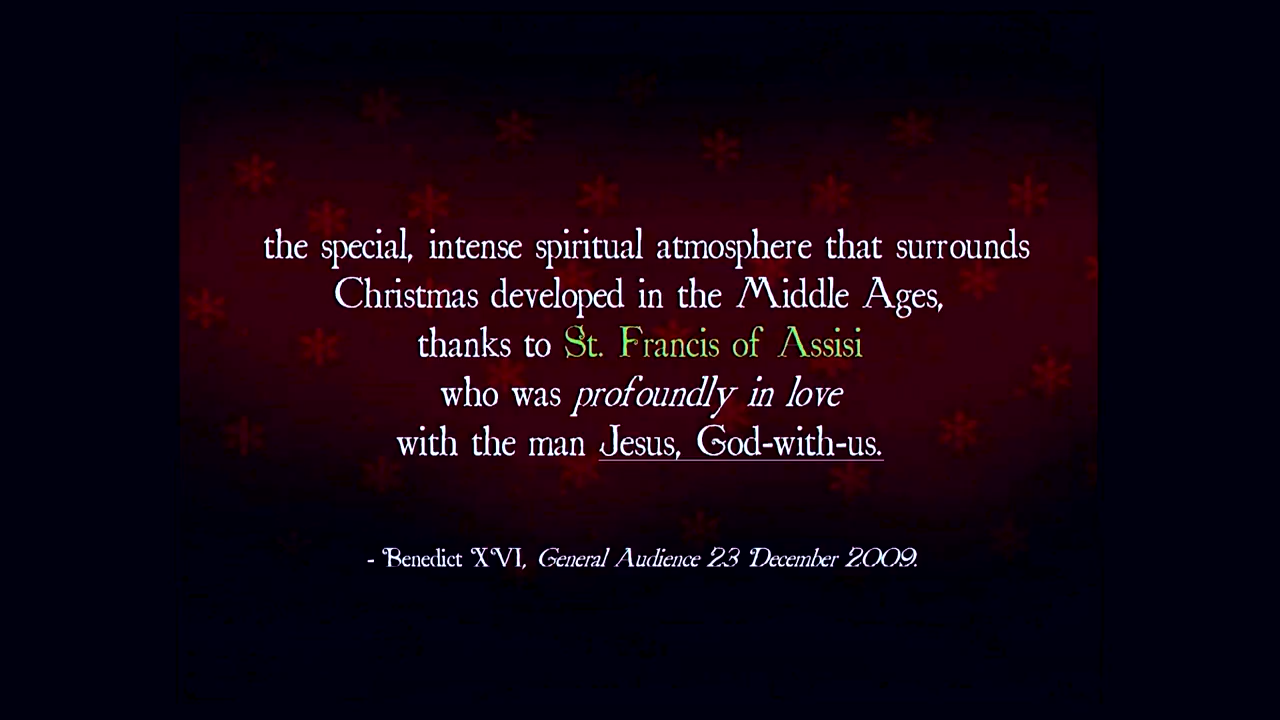 the special, intense spiritual atmosphere that surrounds
Christmas developed in the Middle Ages,
thanks to St. Francis of Assisi
who was profoundly in love
with the man Jesus, God-with-us.
- Benedict XVI, General Audience 23 December 2009.